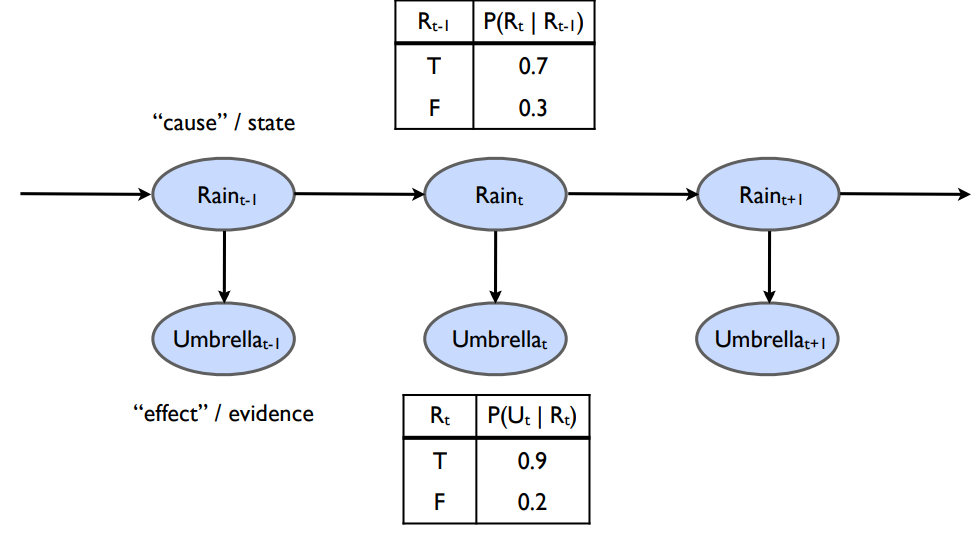 Rₜ₋₁ P(Rₜ | Rₜ₋₁)
T 0.7
F 0.3
“cause” / state
Rainₜ₋₁ Rainₜ Rainₜ₊₁
Umbrellaₜ₋₁ Umbrellaₜ Umbrellaₜ₊₁
“effect” / evidence
Rₜ P(Uₜ | Rₜ)
T 0.9
F 0.2